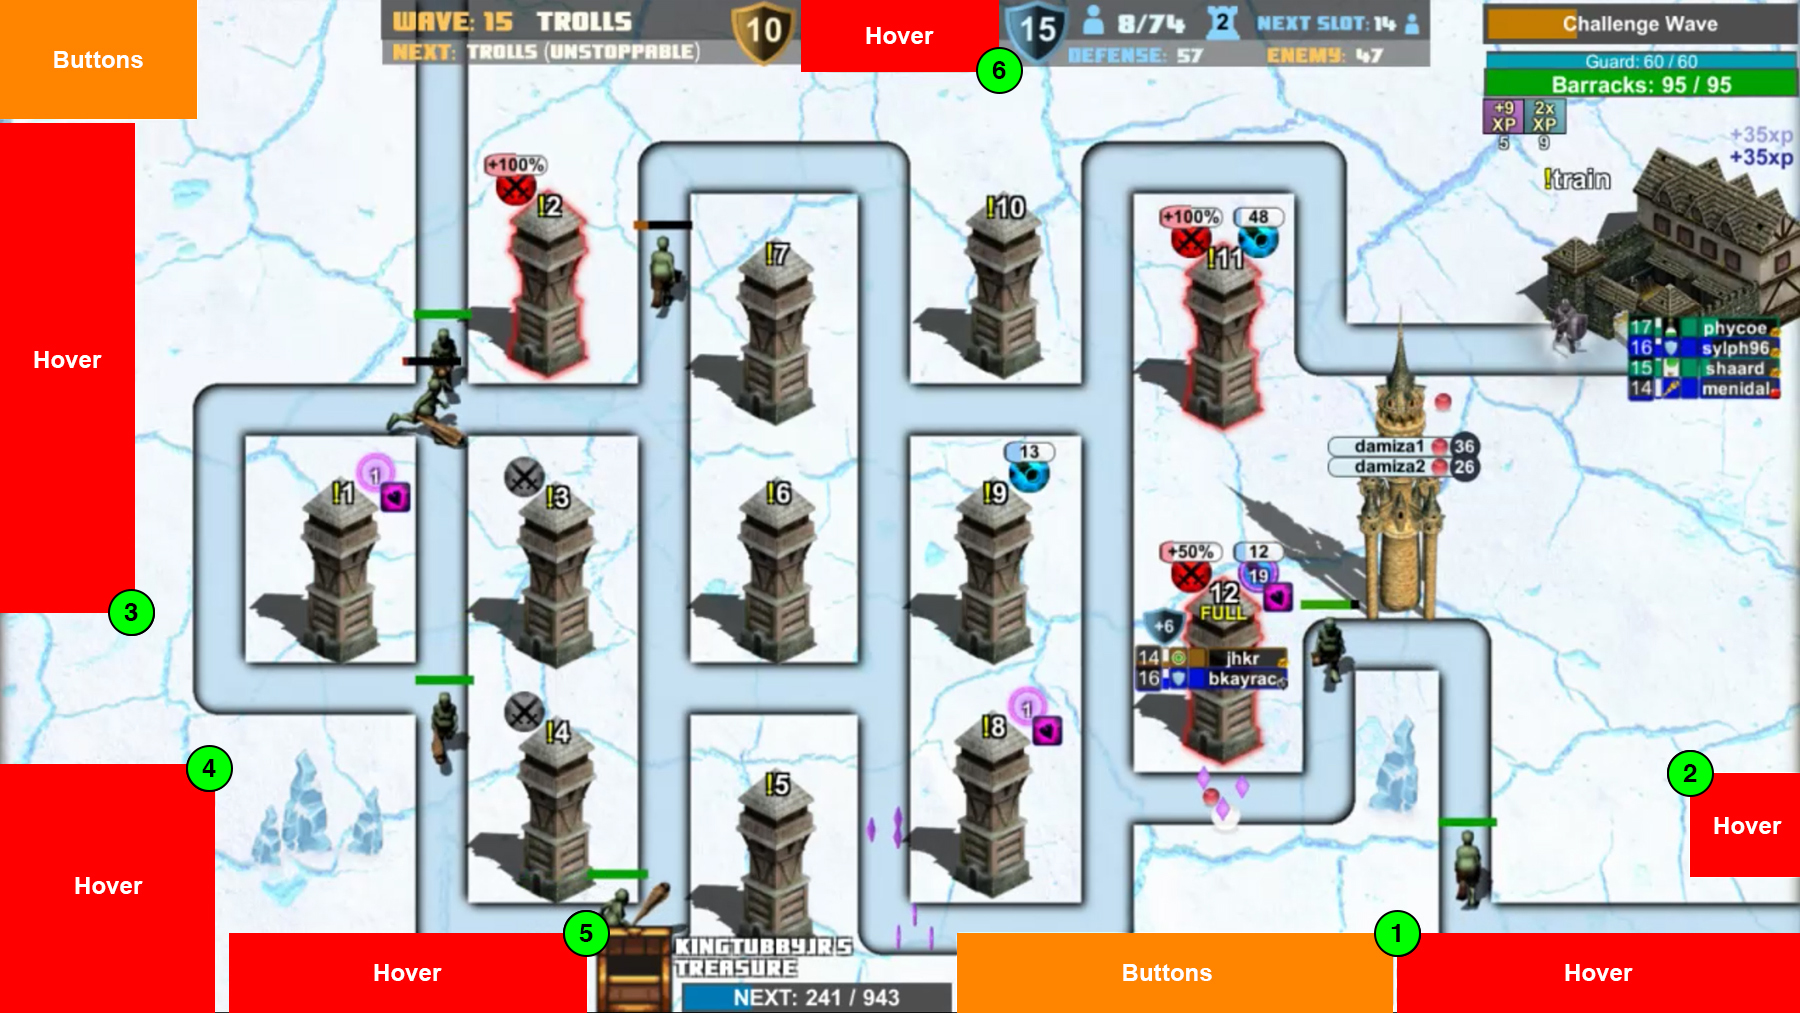 Buttons
WAVE: 15 TROLLS
NEXT: TROLLS (UNSTOPPABLE)
10
Hover
6
15
8/74
2
NEXT SLOT: 14
DEFENSE: 57
ENEMY: 47
Challenge Wave
Guard: 60 / 60
Barracks: 95 / 95
+9 XP
5
2x XP
9
+35xp
+35xp
!train
Hover
3
+100%
!2
!7
!10
+100%
48
!11
17 phycoe
16 sylph96
15 shaard
14 menidal
damiza1 36
damiza2 26
1
!1
!3
!6
13
!9
+50%
12
19
12
FULL
+6
14 jhkr
16 bkayrac
!4
!5
1
!8
4
Hover
2
Hover
5
Hover
KINGTUBBYJR'S
TREASURE
NEXT: 241 / 943
Buttons
1
Hover